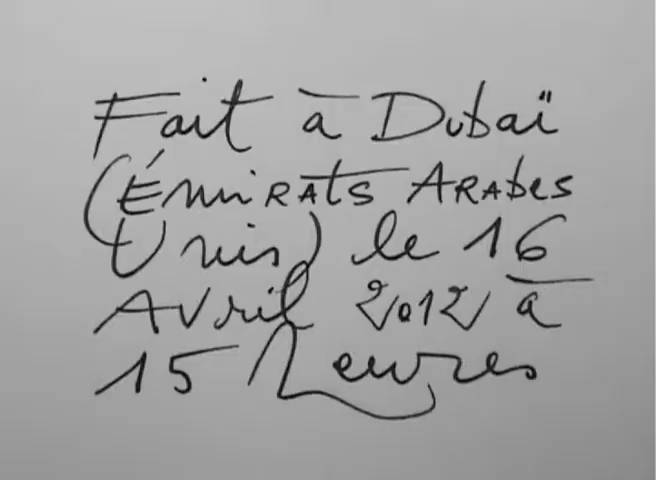 Fait à Dubaï
(Émirats Arabes
Unis) le 16
Avril 2012 à
15 heures